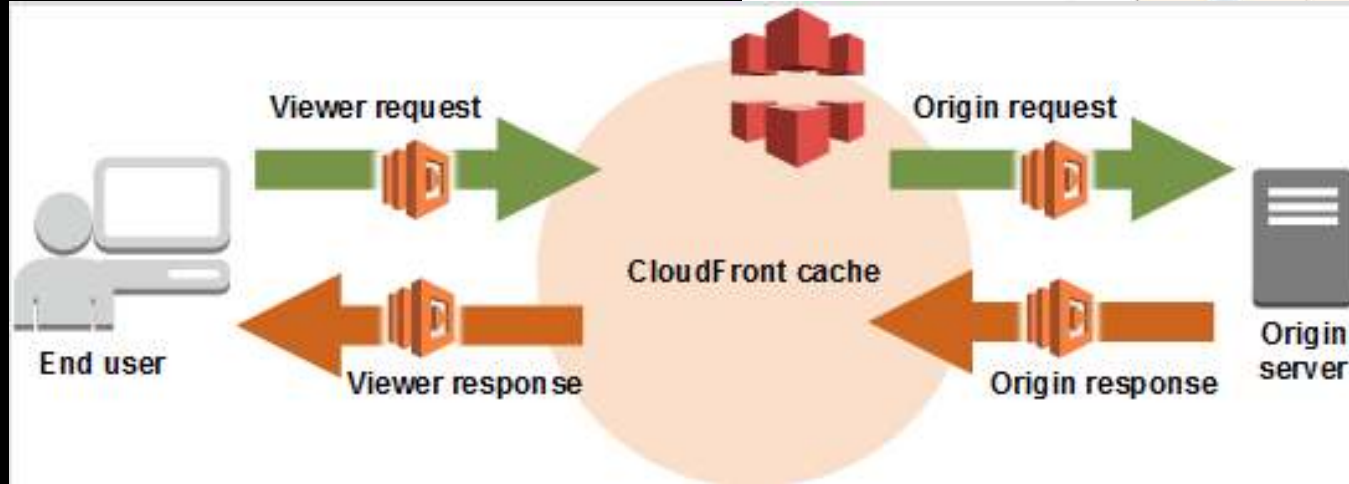 Viewer request
Origin request
CloudFront cache
End user
Viewer response
Origin response
Origin
server